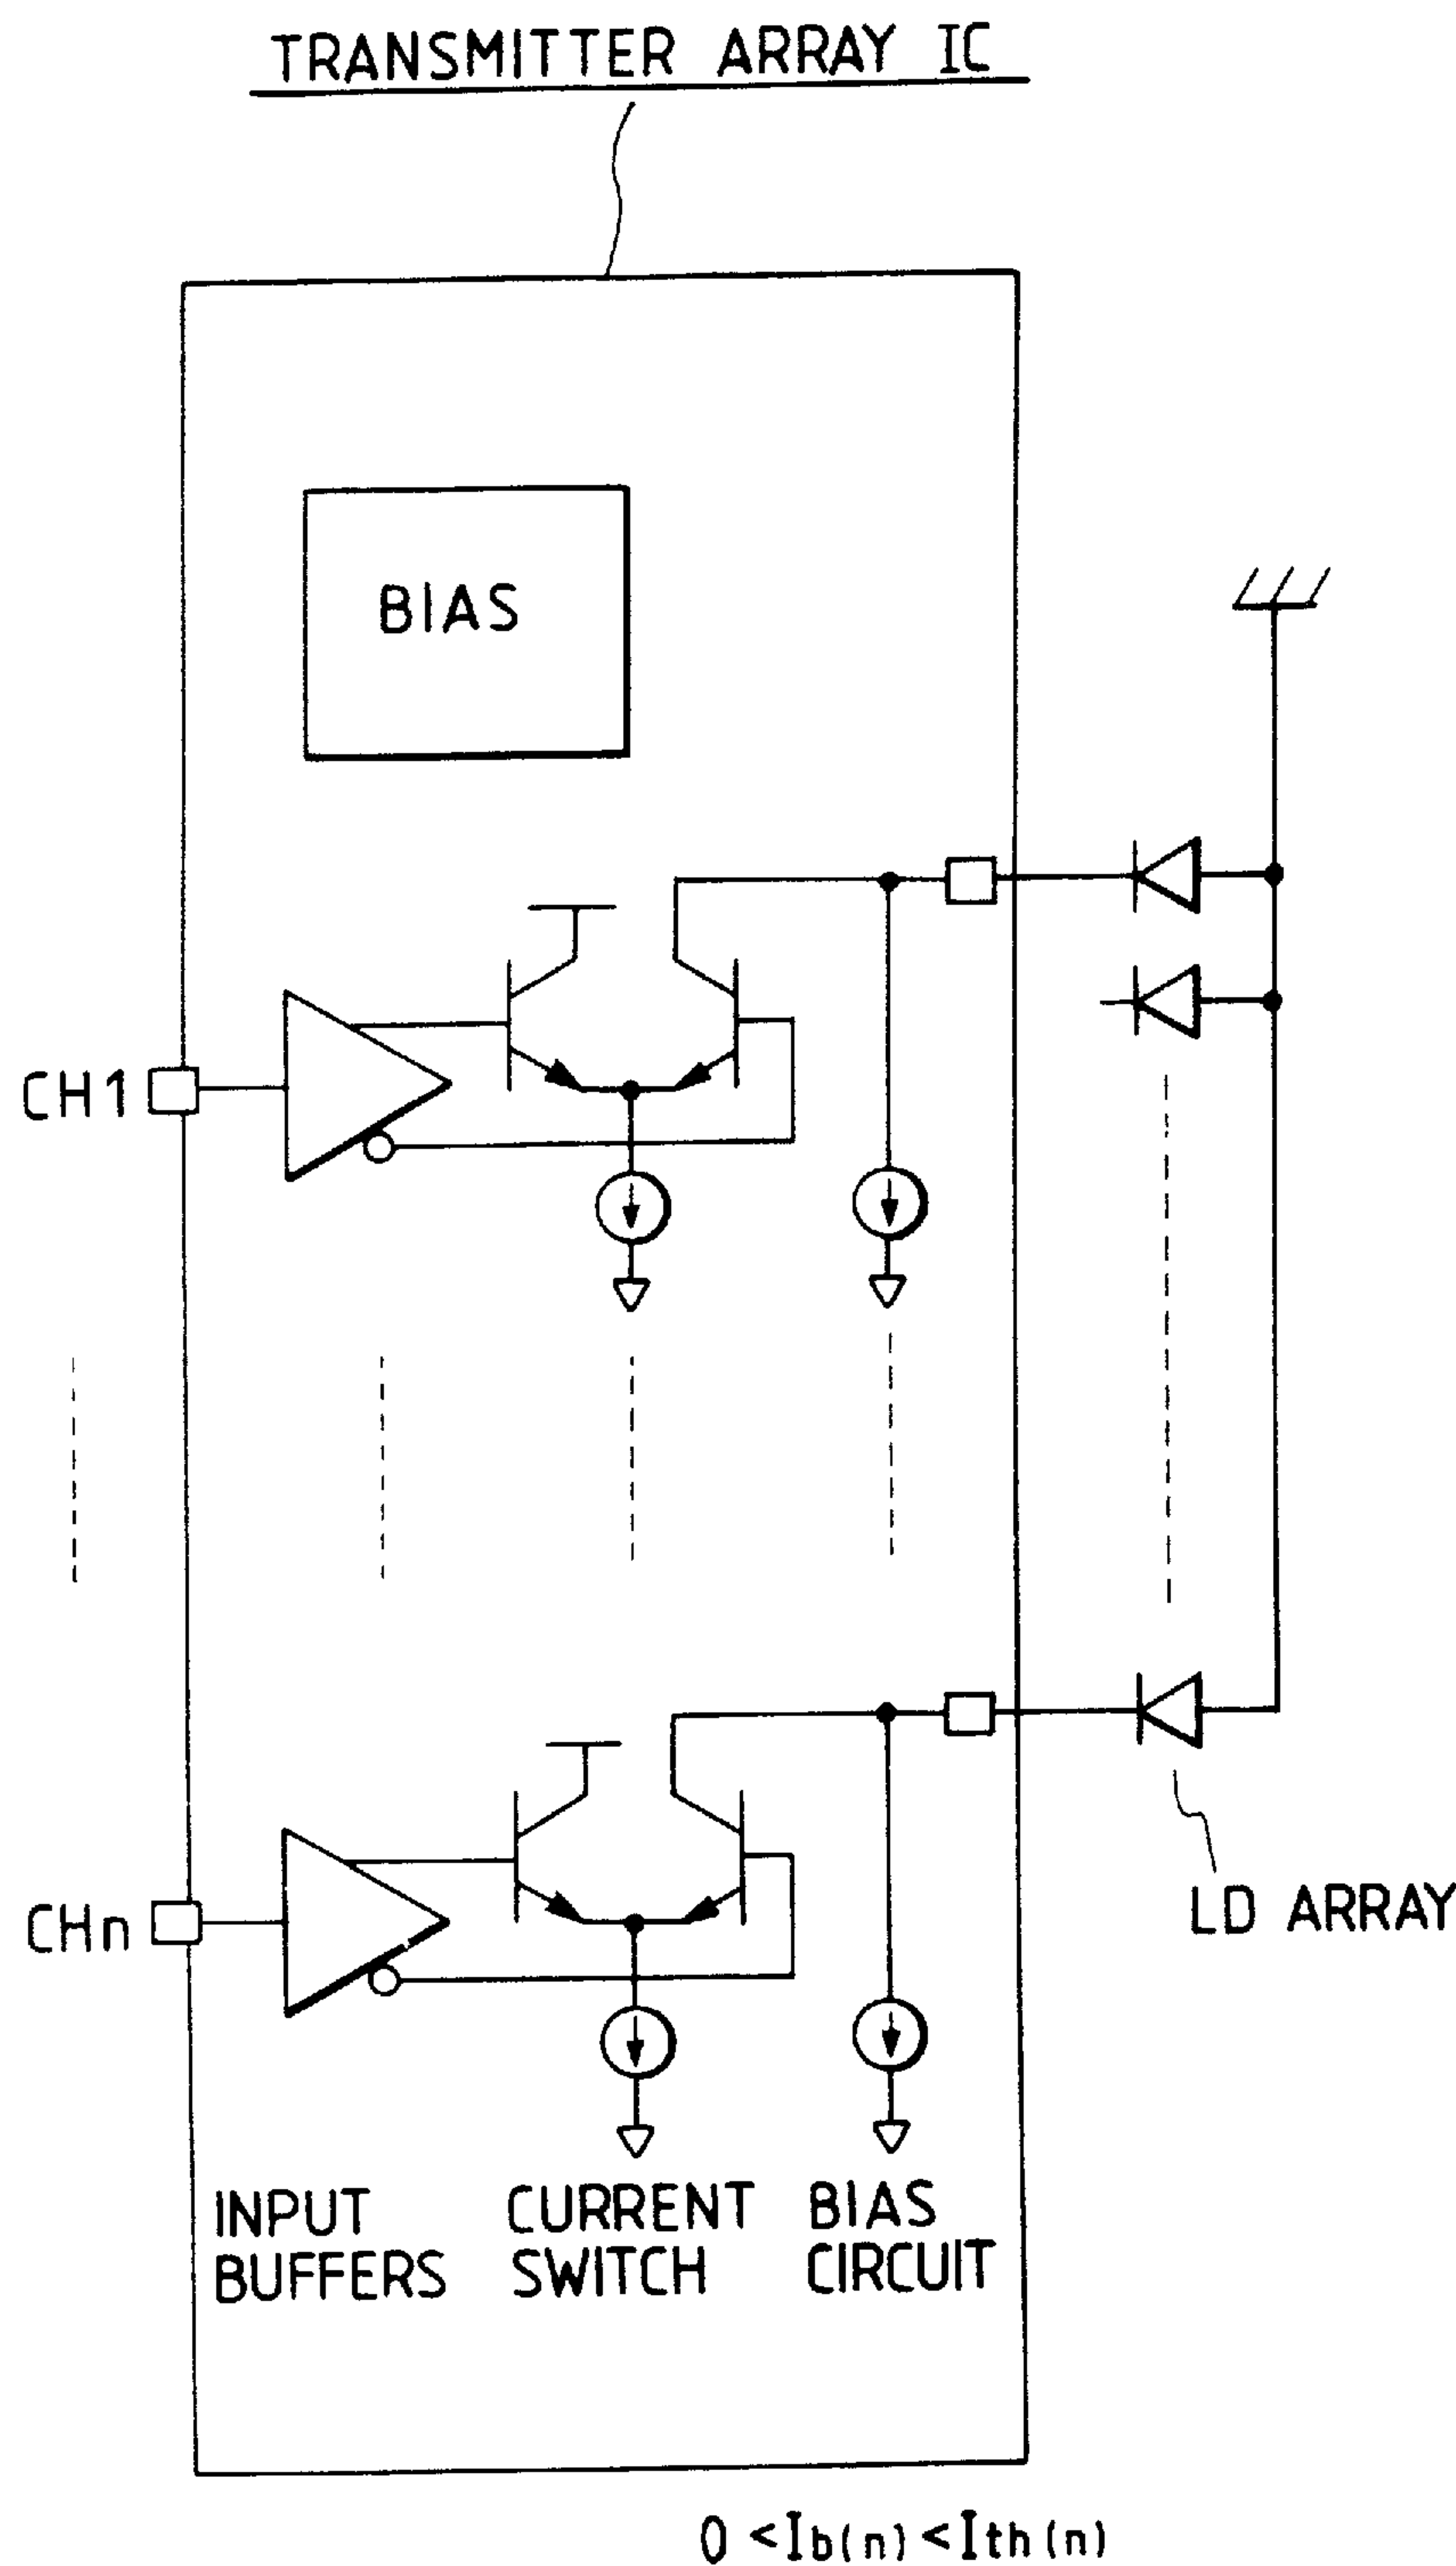 TRANSMITTER ARRAY IC
BIAS
CH1
CHn
LD ARRAY
INPUT
BUFFERS
CURRENT
SWITCH
BIAS
CIRCUIT
0 < Ib(n) < Ith(n)